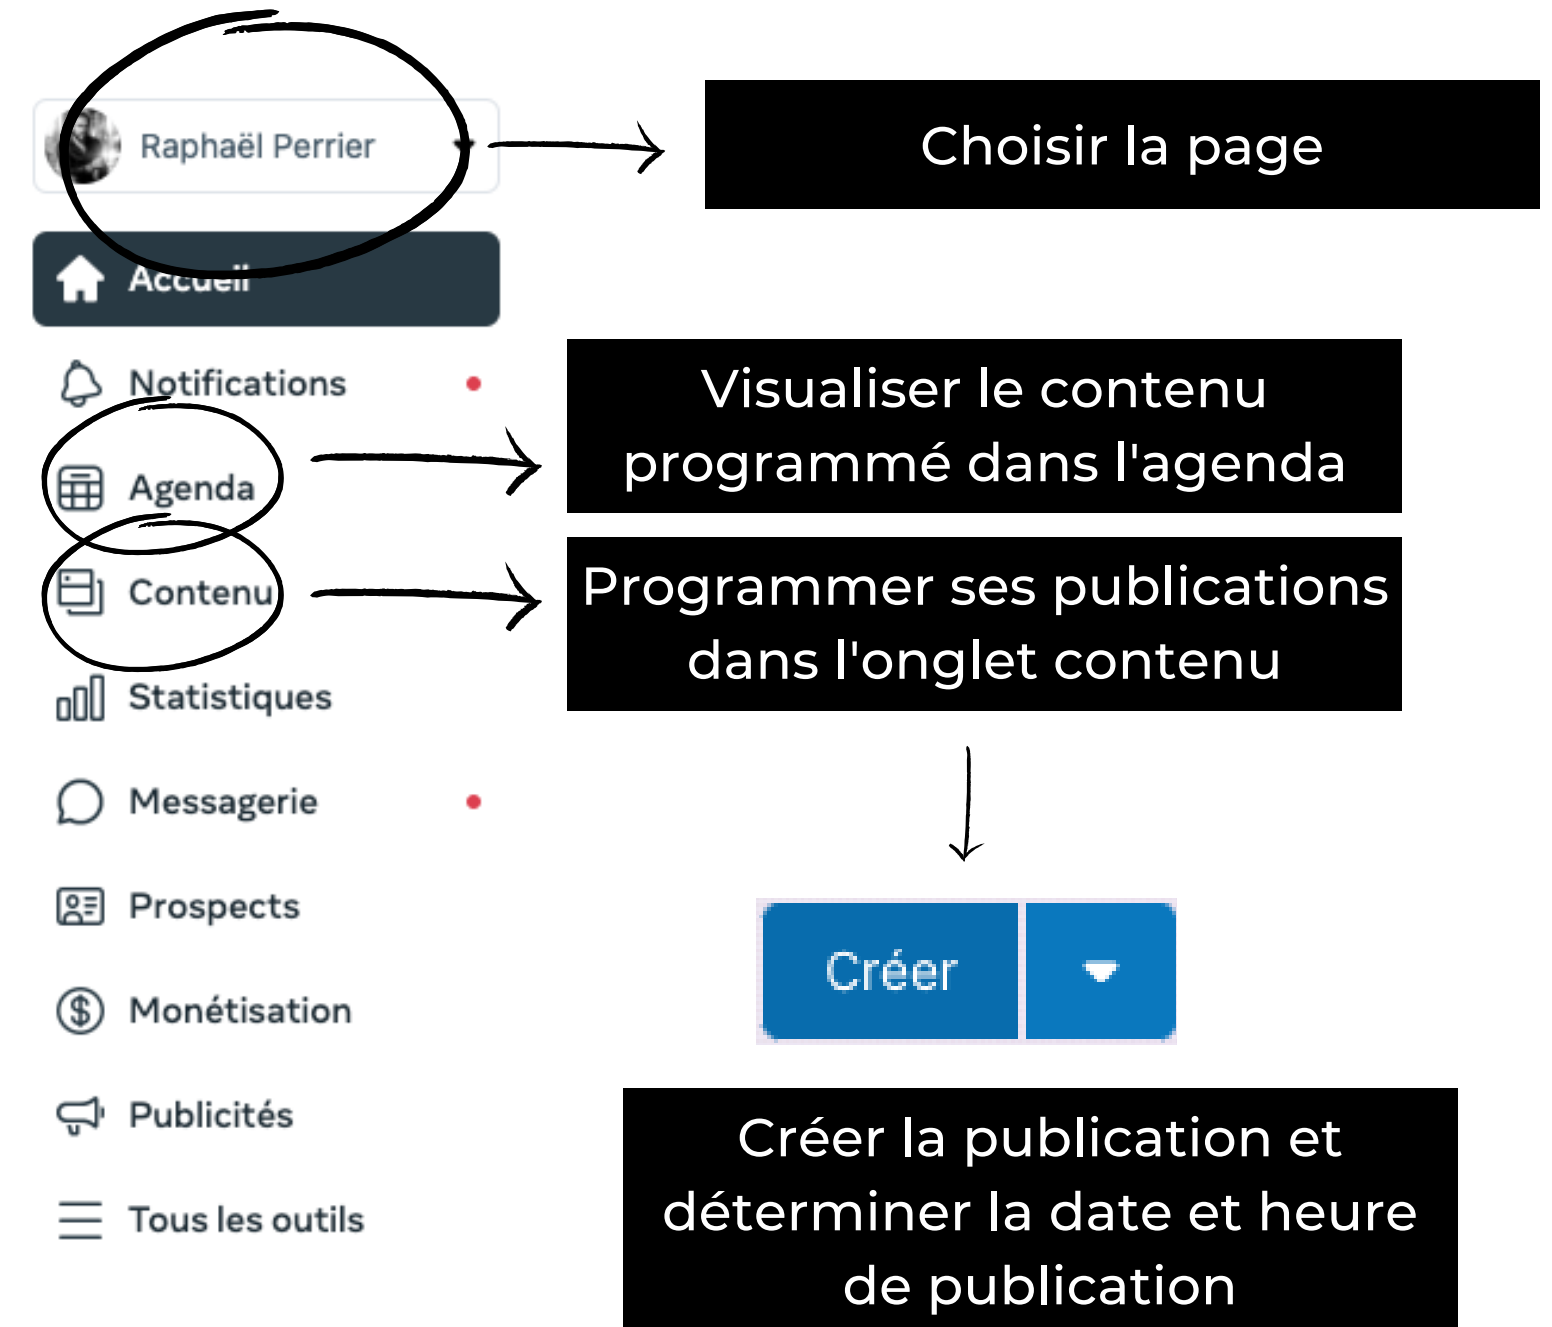 Raphaël Perrier
Choisir la page
Accueil
Notifications
Visualiser le contenu
programmé dans l'agenda
Agenda
Programmer ses publications
dans l'onglet contenu
Contenu
Statistiques
Messagerie
Prospects
Créer
Monétisation
Publicités
Créer la publication et
déterminer la date et heure
de publication
Tous les outils